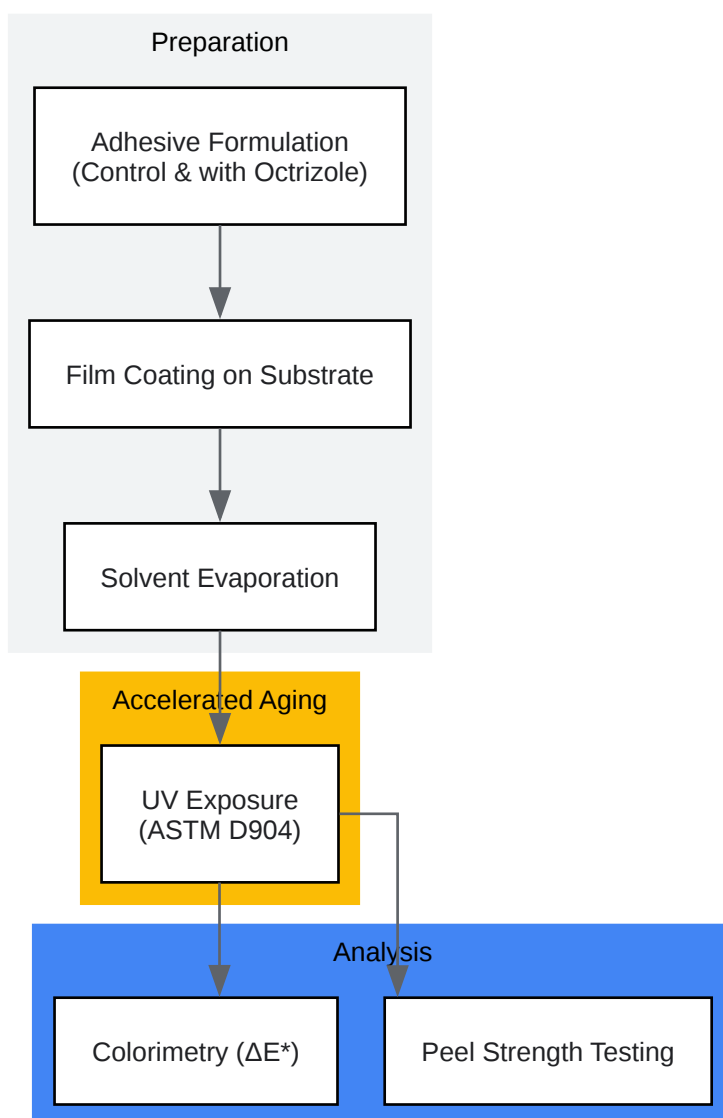 Preparation
Adhesive Formulation
(Control & with Octrizole)
Film Coating on Substrate
Solvent Evaporation
Accelerated Aging
UV Exposure
(ASTM D904)
Analysis
Colorimetry (ΔE*)
Peel Strength Testing